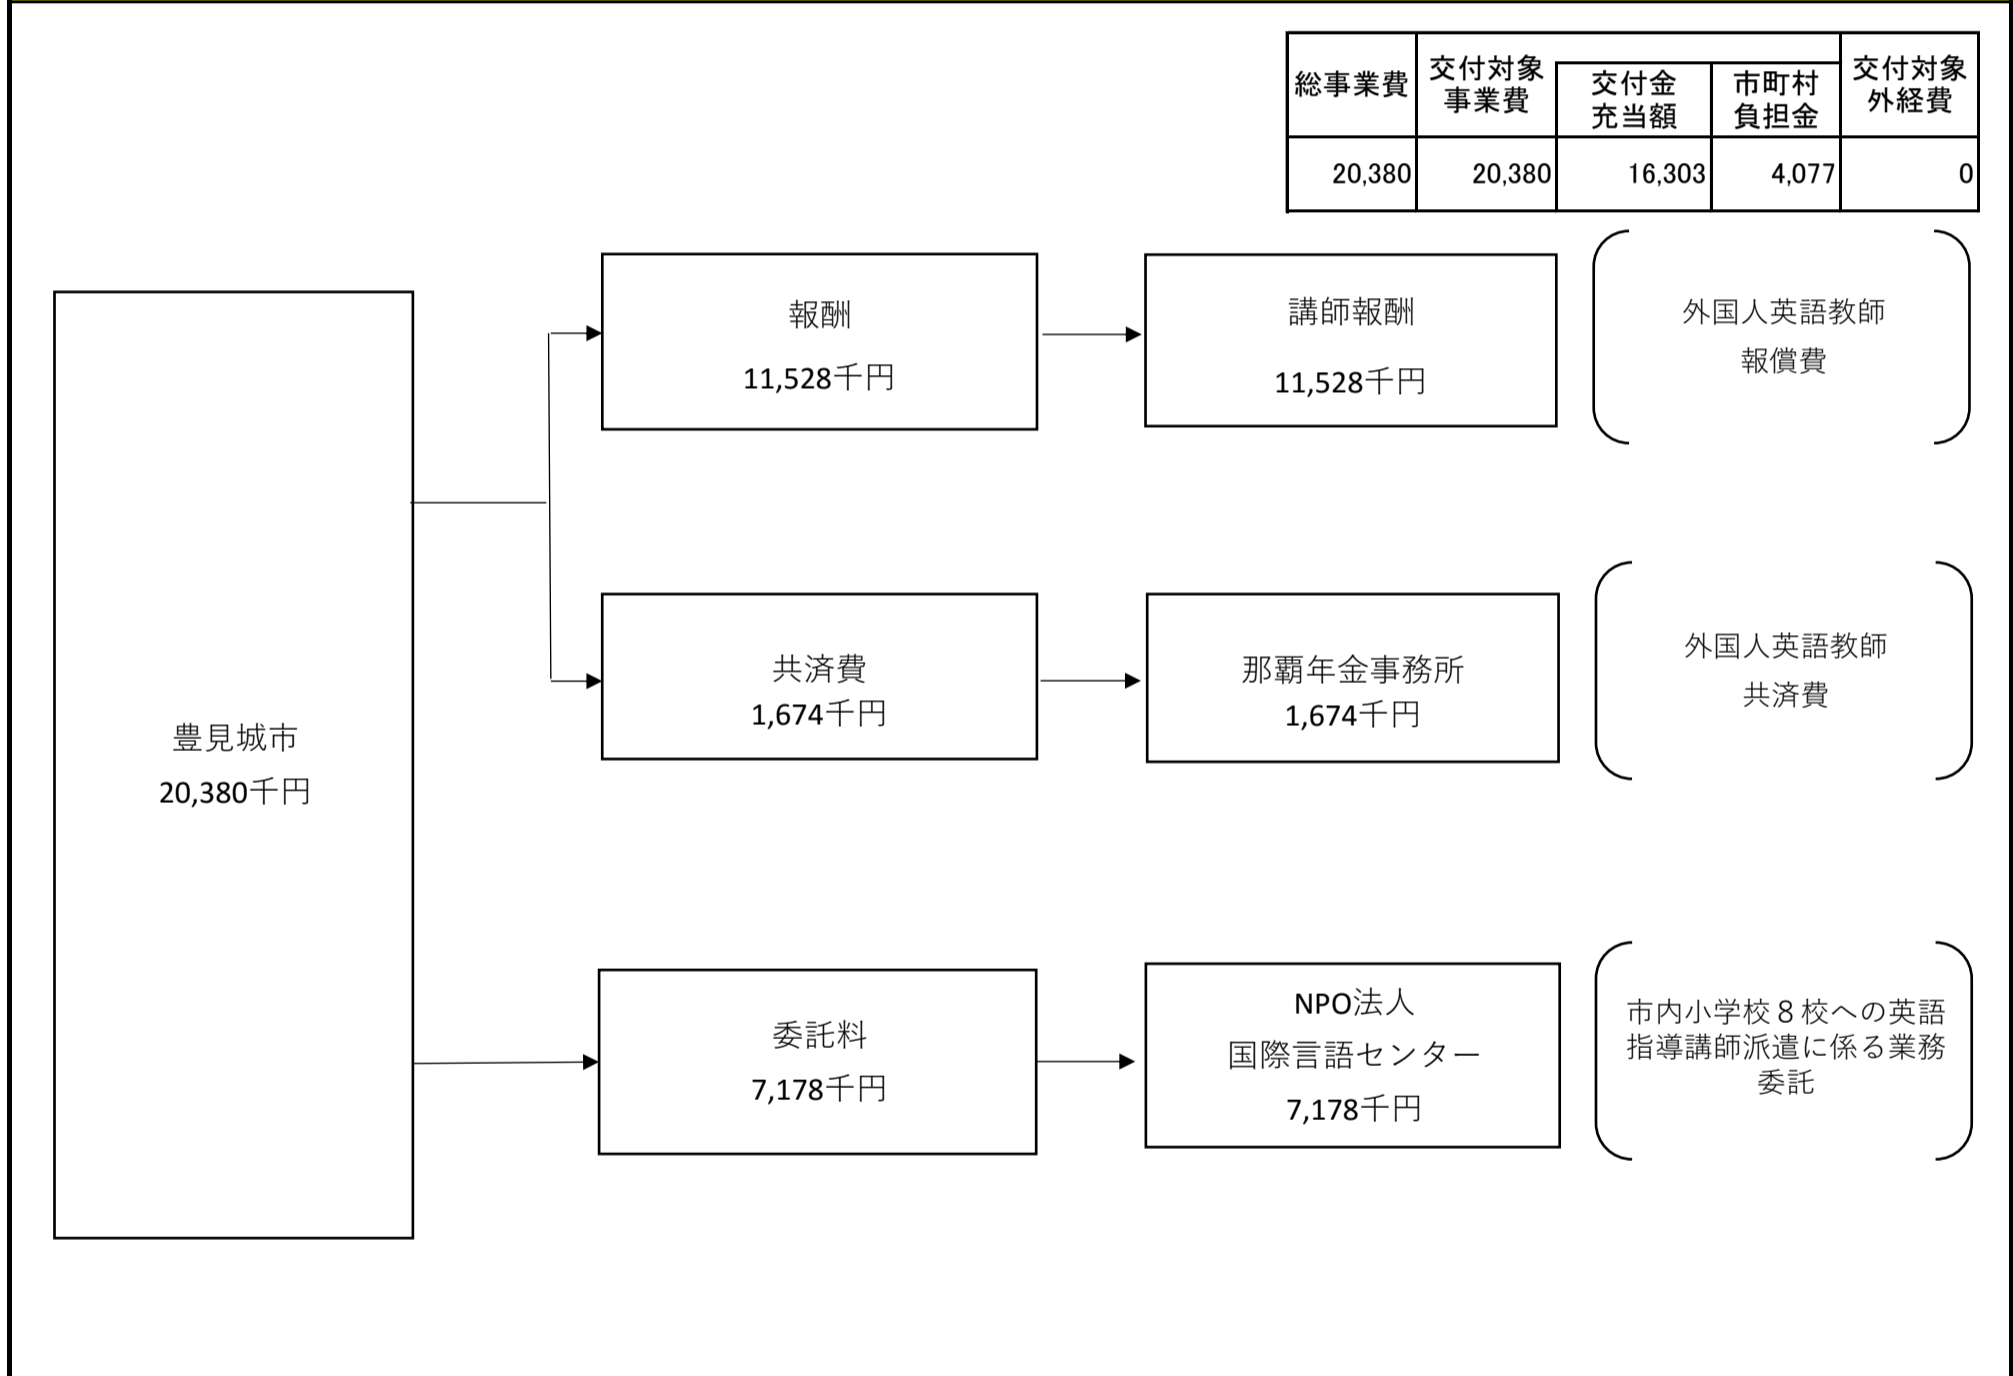 総事業費
交付対象
事業費
交付金
充当額
市町村
負担金
交付対象
外経費
20,380
20,380
16,303
4,077
0
豊見城市
20,380千円
報酬
11,528千円
講師報酬
11,528千円
外国人英語教師
報償費
共済費
1,674千円
那覇年金事務所
1,674千円
外国人英語教師
共済費
委託料
7,178千円
NPO法人
国際言語センター
7,178千円
市内小学校８校への英語
指導講師派遣に係る業務
委託